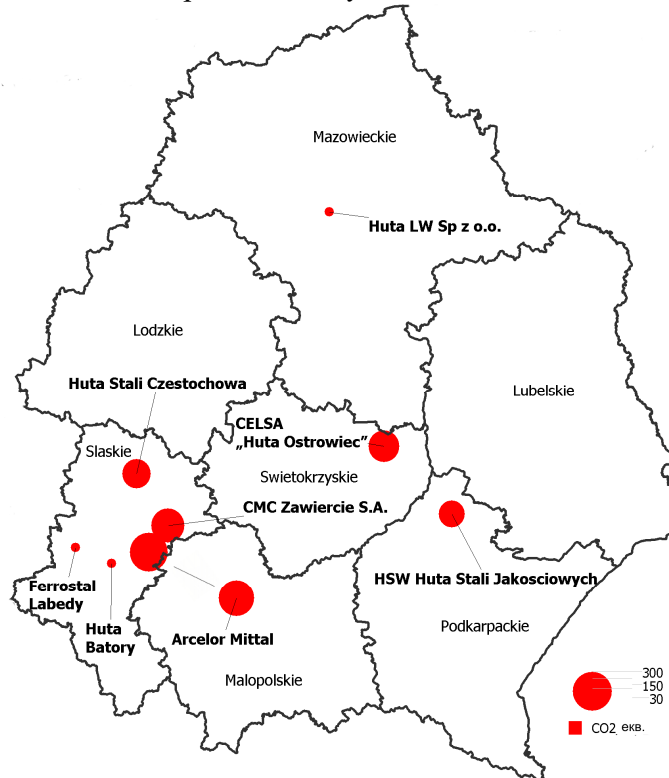 Mazowieckie
Huta LW Sp z o.o.
Lodzkie
Huta Stali Czestochowa
Lubelskie
CELSA
„Huta Ostrowiec”
Slaskie
Swietokrzyskie
CMC Zawiercie S.A.
HSW Huta Stali Jakosciowych
Ferrostal
Labedy
Huta
Batory
Arcelor Mittal
Podkarpackie
Malopolskie
300
150
30
CO2 екв.